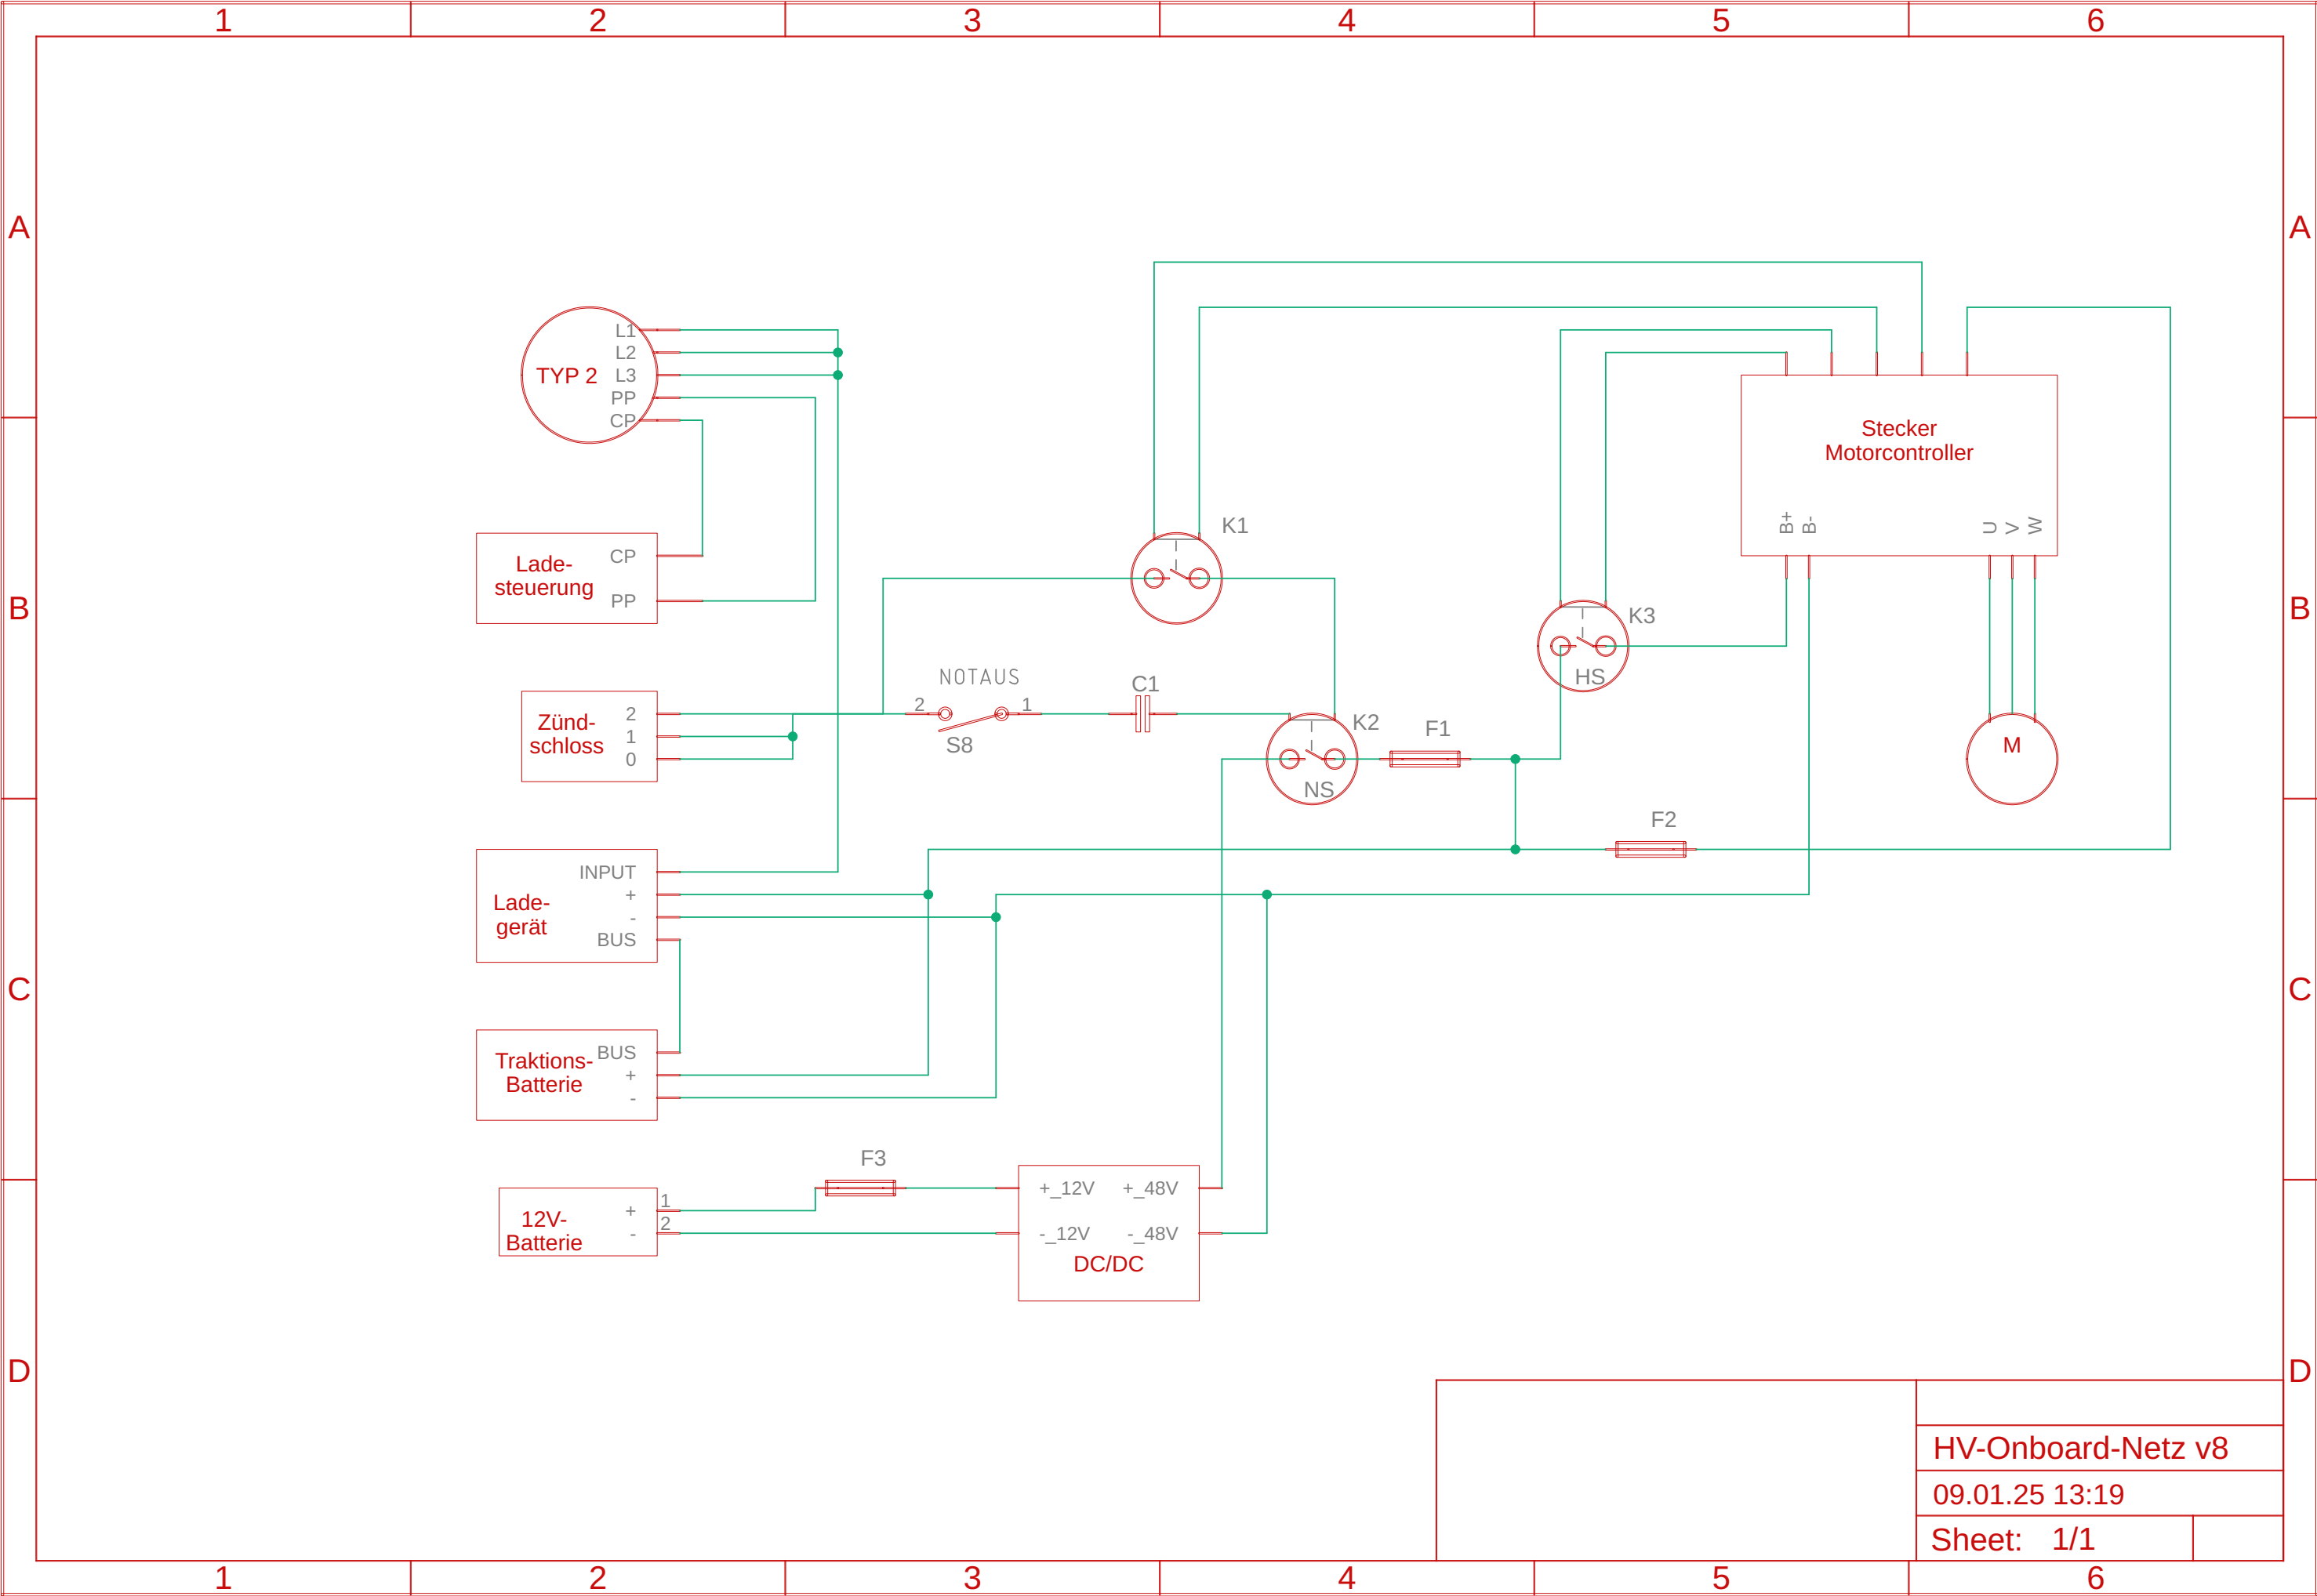 1 2 3 4 5 6
A A
L1
L2
TYP 2 L3
PP
CP
Stecker
Motorcontroller
B+ B- U V W
K1
B B
Lade-
steuerung
CP
PP
K3
HS
NOTAUS
C1
2 1
S8
Zünd-
schloss
2
1
0
K2
NS
F1
M
F2
Lade-
gerät
INPUT
+
-
BUS
C C
Traktions-
Batterie
BUS
+
-
F3
12V-
Batterie
+ 1
- 2
+_12V +_48V
-_12V -_48V
DC/DC
D D
HV-Onboard-Netz v8
09.01.25 13:19
Sheet: 1/1
1 2 3 4 5 6